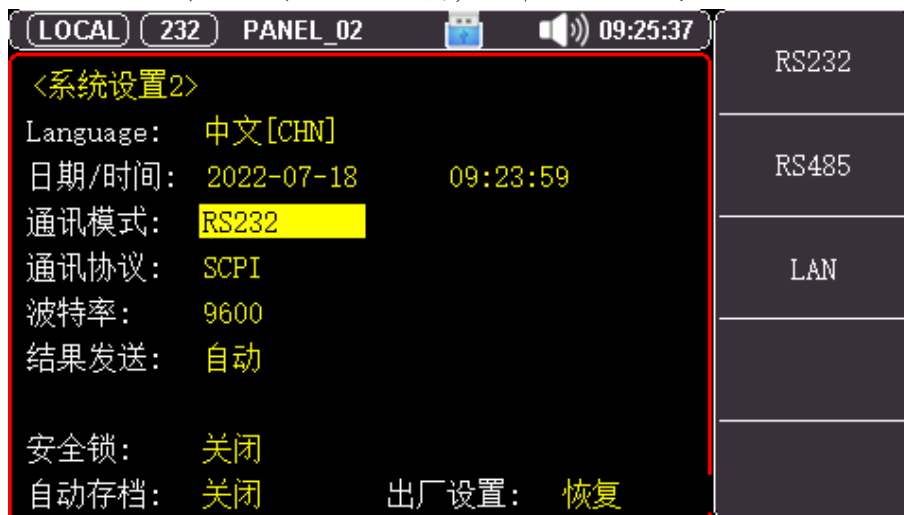 LOCAL 232 PANEL_02 09:25:37
<系统设置2>
Language: 中文[CHN]
日期/时间: 2022-07-18 09:23:59
通讯模式: RS232
通讯协议: SCPI
波特率: 9600
结果发送: 自动
安全锁: 关闭
自动存档: 关闭 出厂设置: 恢复
RS232
RS485
LAN